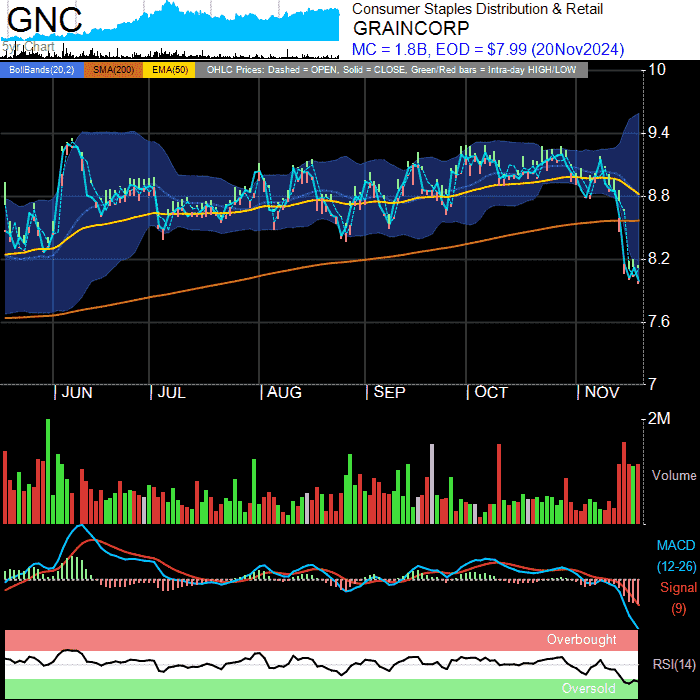 GNC
5yr Chart
Consumer Staples Distribution & Retail
GRAINCORP
MC = 1.8B, EOD = $7.99 (20Nov2024)
BollBands(20,2) SMA(200) EMA(50) OHLC Prices: Dashed = OPEN, Solid = CLOSE, Green/Red bars = Intra-day HIGH/LOW
10
9.4
8.8
8.2
7.6
7
| JUN | JUL | AUG | SEP | OCT | NOV
2M
Volume
MACD
(12-26)
Signal
(9)
Overbought
RSI(14)
Oversold